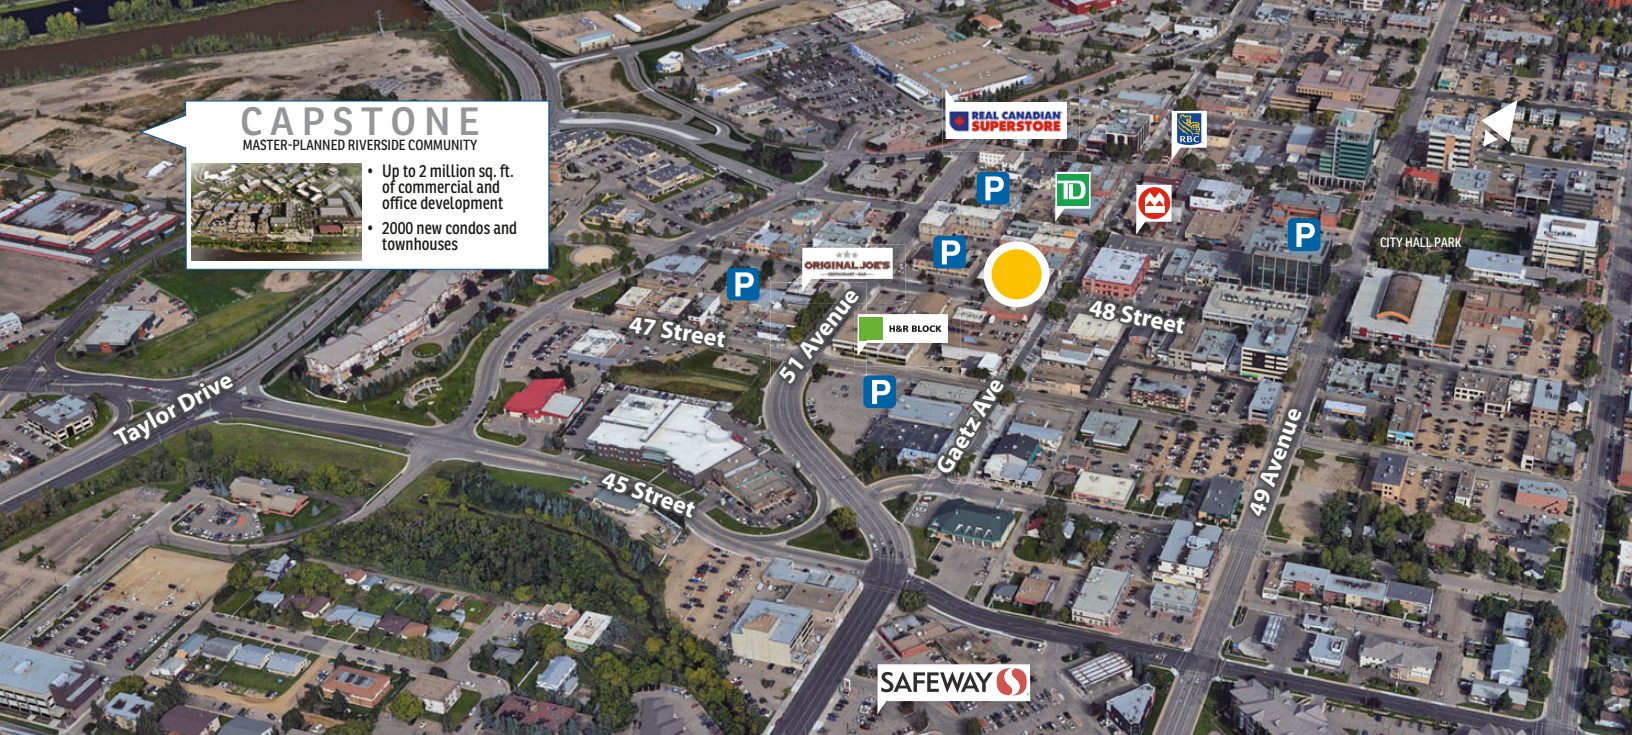 CAPSTONE
MASTER-PLANNED RIVERSIDE COMMUNITY
• Up to 2 million sq. ft.
of commercial and
office development
• 2000 new condos and
townhouses
REAL CANADIAN
SUPERSTORE
RBC
P
TD
P
P
CITY HALL PARK
ORIGINAL JOE'S
RESTAURANT • BAR
P
48 Street
47 Street
51 Avenue
H&R BLOCK
P
Gaetz Ave
Taylor Drive
49 Avenue
45 Street
SAFEWAY